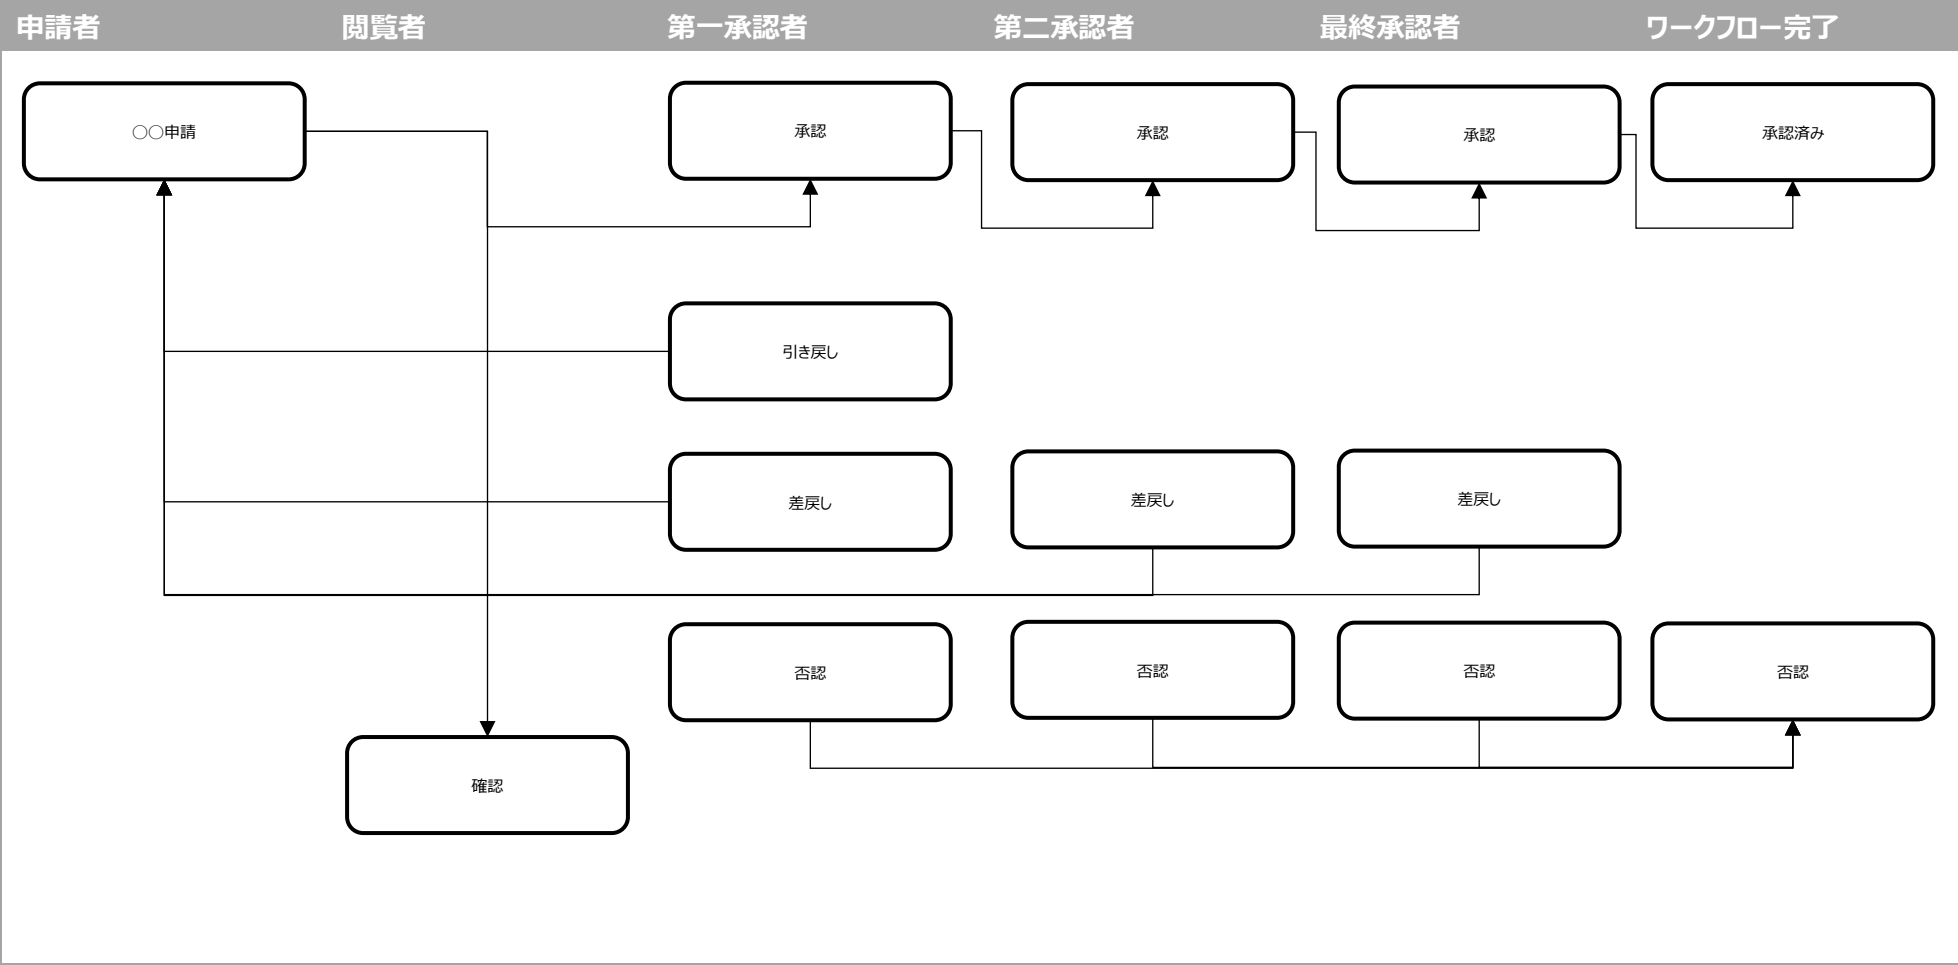 申請者
閲覧者
第一承認者
第二承認者
最終承認者
ワークフロー完了
○○申請
承認
承認
承認
承認済み
引き戻し
差戻し
差戻し
差戻し
否認
否認
否認
否認
確認